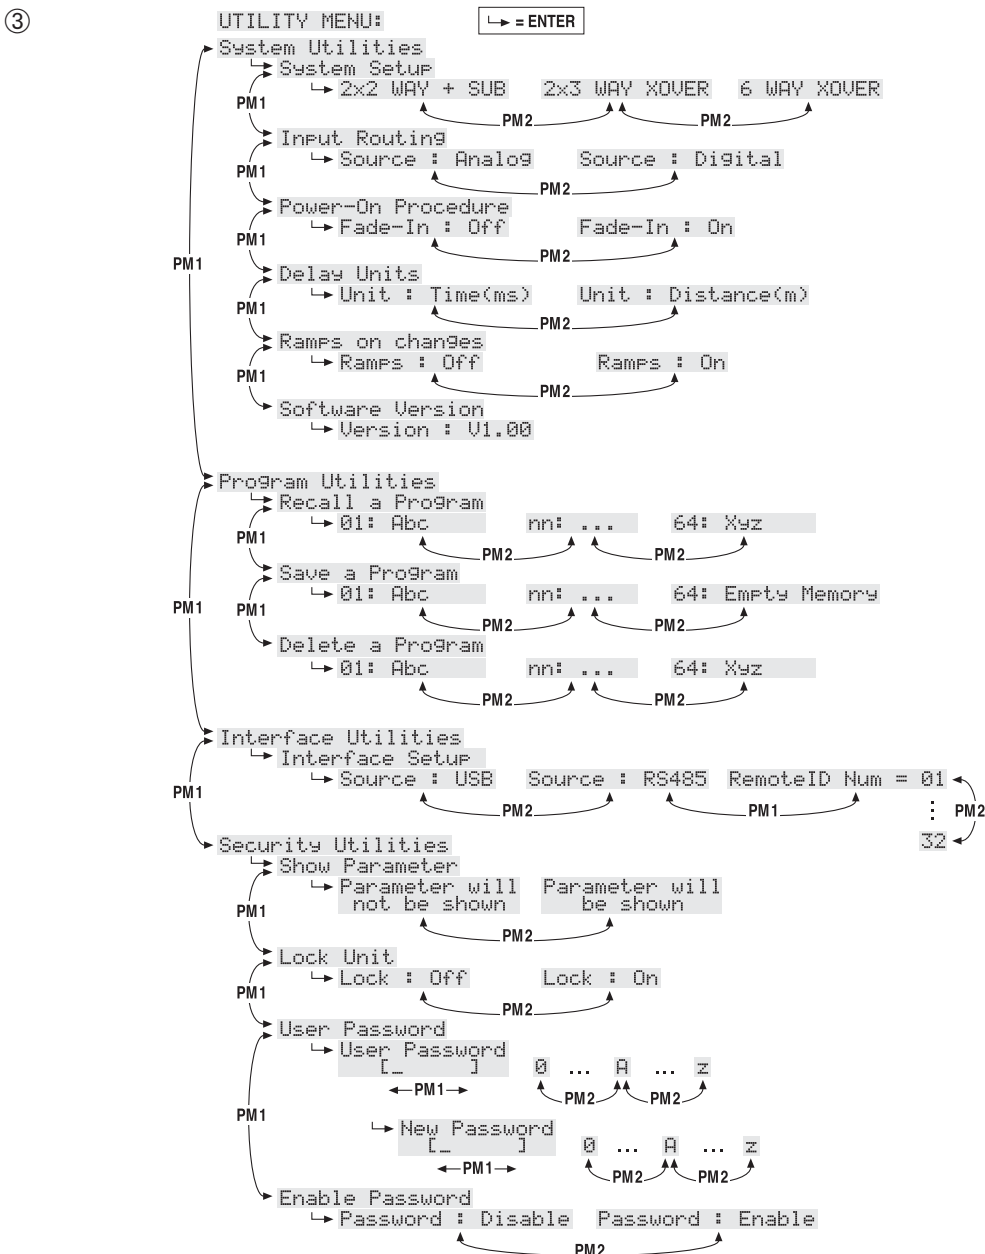 3
UTILITY MENU:
= ENTER
System Utilities
System Setup
2x2 WAY + SUB 2x3 WAY XOVER 6 WAY XOVER
PM1
PM2 PM2
Input Routing
Source : Analog Source : Digital
PM1
PM2
Power-On Procedure
Fade-In : Off Fade-In : On
PM1
PM2
PM1
Delay Units
Unit : Time(ms) Unit : Distance(m)
PM1
PM2
Ramps on changes
Ramps : Off Ramps : On
PM1
PM2
Software Version
Version : V1.00
Program Utilities
Recall a Program
01: Abc nn: ... 64: Xyz
PM1
PM2 PM2
Save a Program
01: Abc nn: ... 64: Empty Memory
PM1 PM1
PM2 PM2
Delete a Program
01: Abc nn: ... 64: Xyz
PM2 PM2
Interface Utilities
Interface Setup
Source : USB Source : RS485 RemoteID Num = 01
PM1
PM2 PM1 PM2
32
Security Utilities
Show Parameter
Parameter will Parameter will
not be shown be shown
PM1
PM2
Lock Unit
Lock : Off Lock : On
PM1
PM2
User Password
User Password
[_ ] 0 ... A ... z
PM1 PM2 PM2
PM1
New Password
[_ ] 0 ... A ... z
PM1 PM2 PM2
Enable Password
Password : Disable Password : Enable
PM2